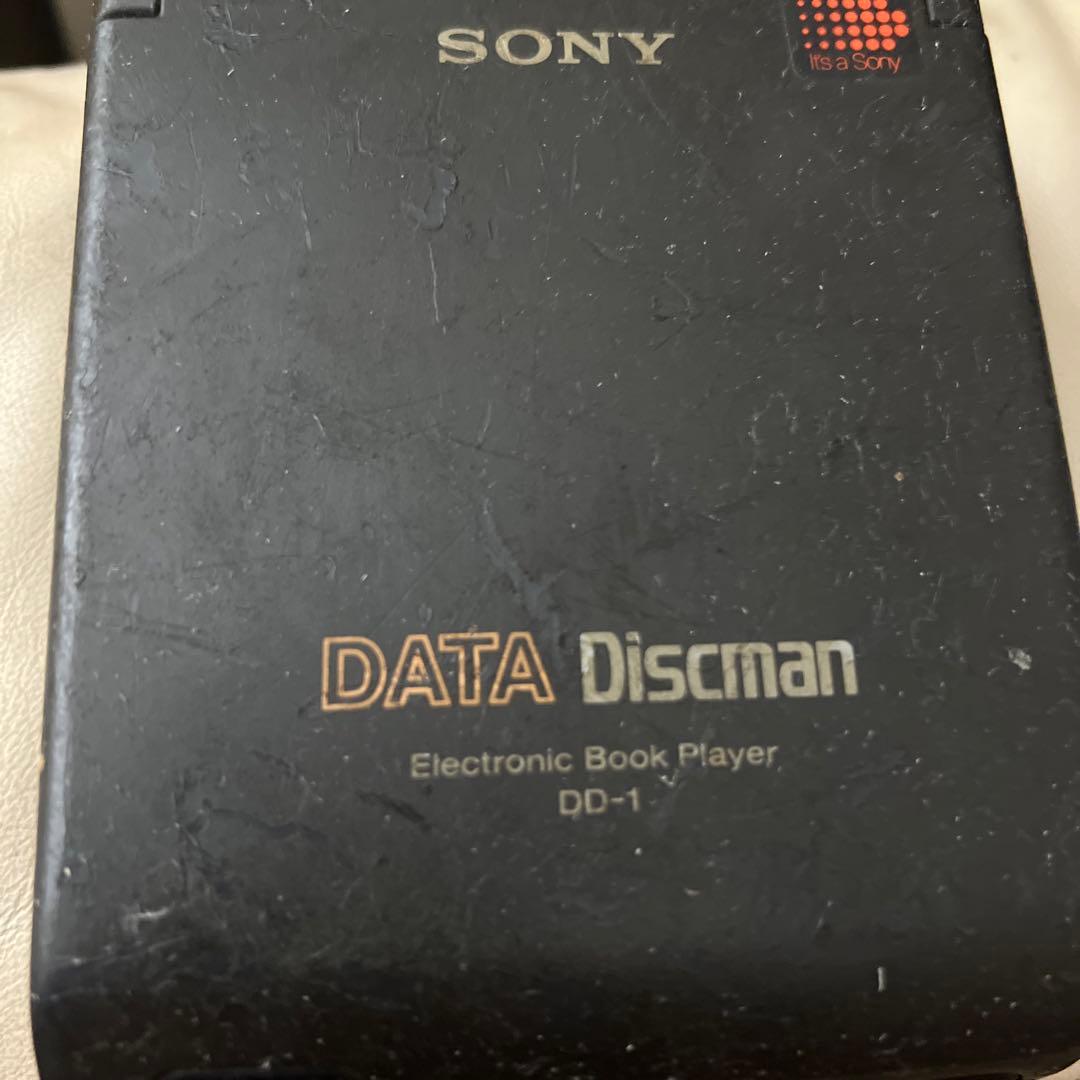 SONY
It's a Sony
DATA Discman
Electronic Book Player
DD-1